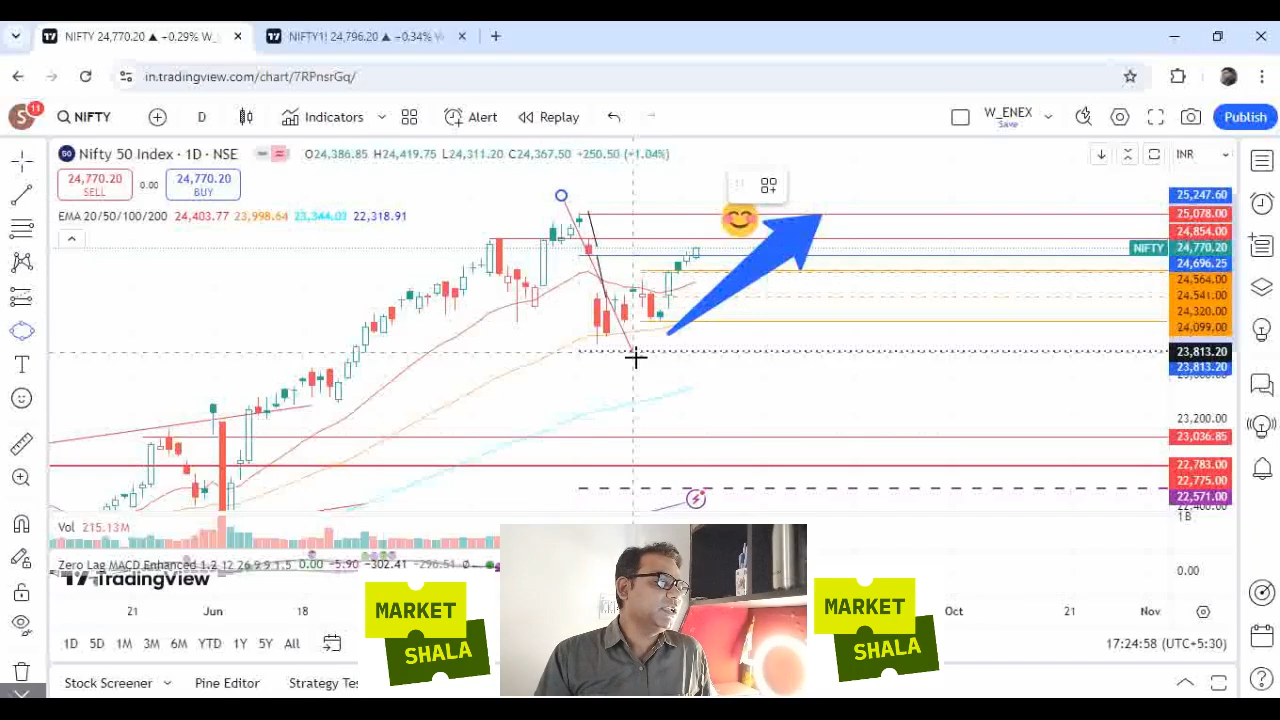 NIFTY 24,770.20 ▲ +0.29% W_
NIFTY1! 24,796.20 ▲ +0.34%
in.tradingview.com/chart/7RPnsrGq/
S 11 NIFTY D Indicators Alert Replay W_ENEX Save Publish
50 Nifty 50 Index · 1D · NSE O24,386.85 H24,419.75 L24,311.20 C24,367.50 +250.50 (+1.04%) INR
24,770.20 SELL 0.00 24,770.20 BUY
EMA 20/50/100/200 24,403.77 23,998.64 23,344.03 22,318.91
25,247.60
25,078.00
24,854.00
NIFTY 24,770.20
24,696.25
24,564.00
24,541.00
24,320.00
24,099.00
23,813.20
23,813.20
23,200.00
23,036.85
22,783.00
22,775.00
22,571.00
22,400.00
1B
Vol 215.13M
Zero Lag MACD Enhanced 1.2 12 26 9 9 1.5 0.00 -5.90 -302.41 -296.51
0.00
TradingView
21 Jun 18 Oct 21 Nov
1D 5D 1M 3M 6M YTD 1Y 5Y All 17:24:58 (UTC+5:30)
MARKET
SHALA
MARKET
SHALA
Stock Screener Pine Editor Strategy Tes